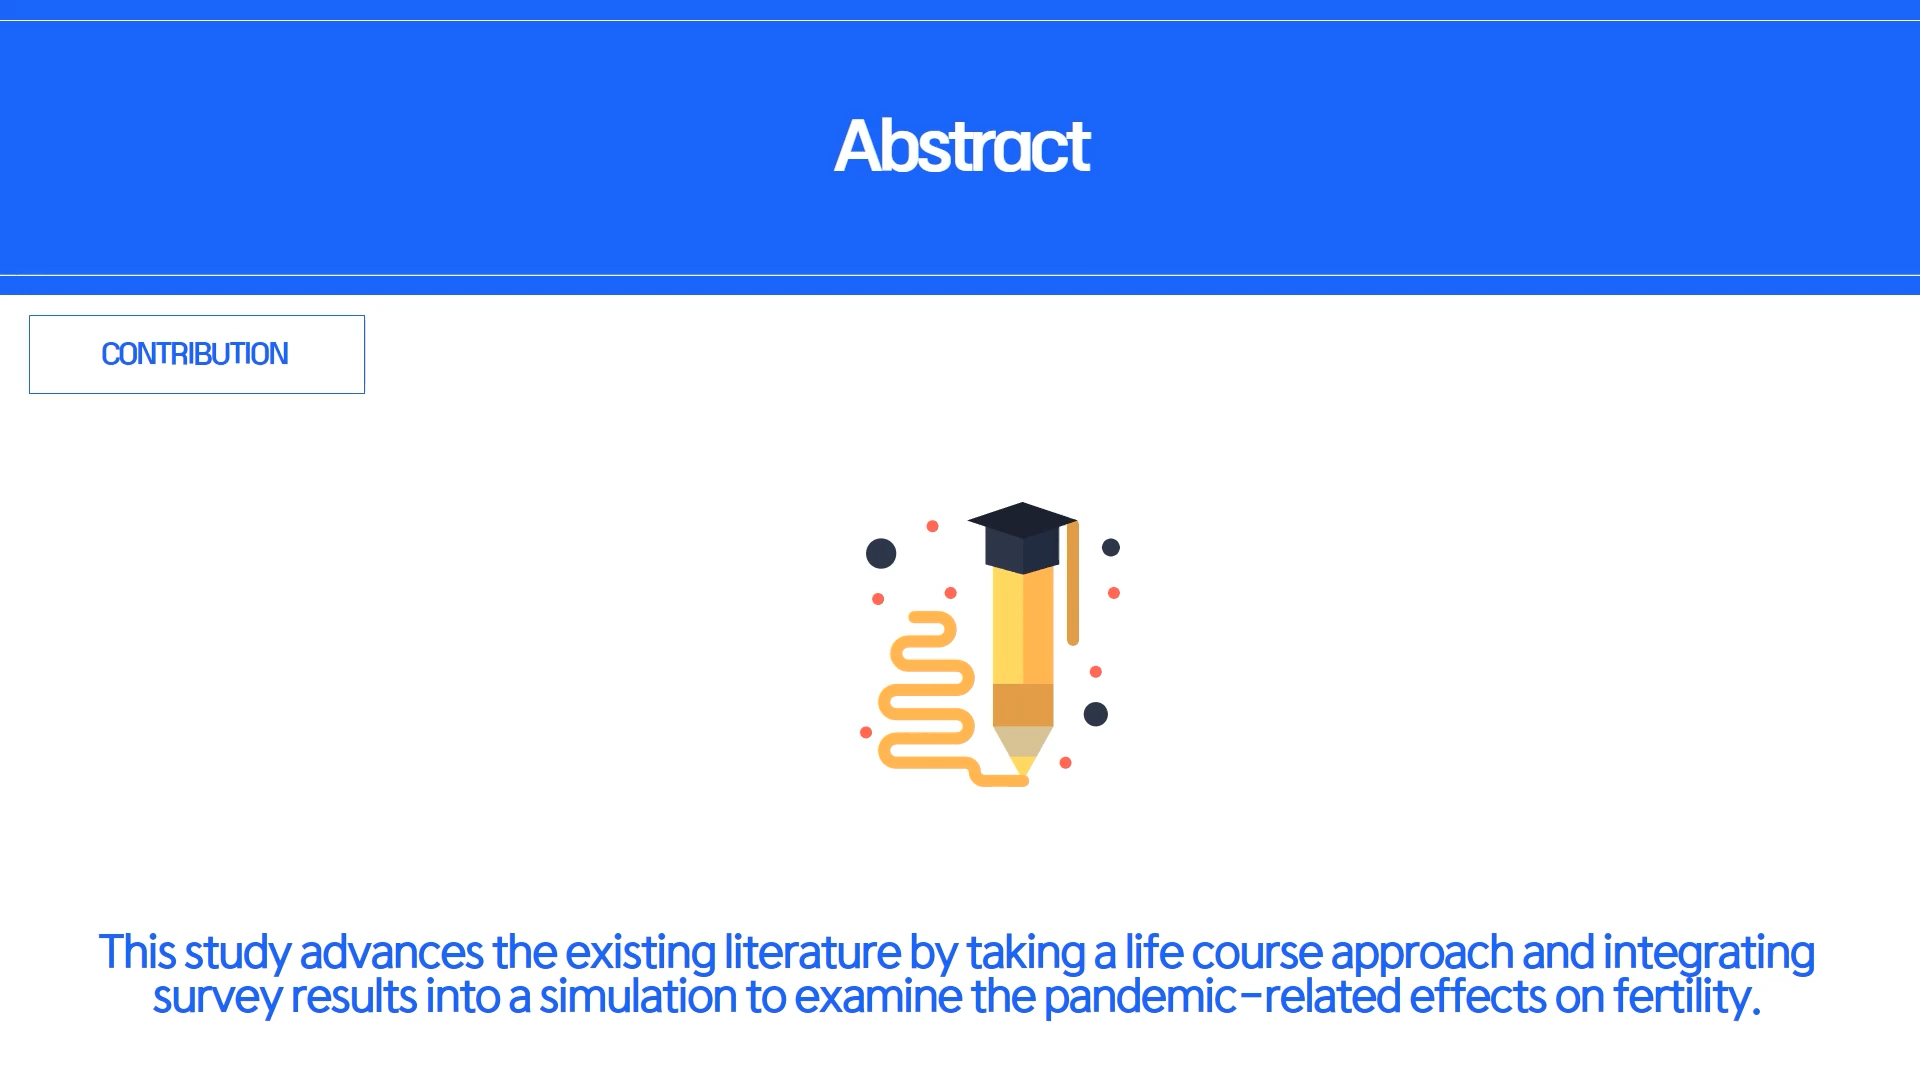 Abstract
CONTRIBUTION
This study advances the existing literature by taking a life course approach and integrating
survey results into a simulation to examine the pandemic-related effects on fertility.